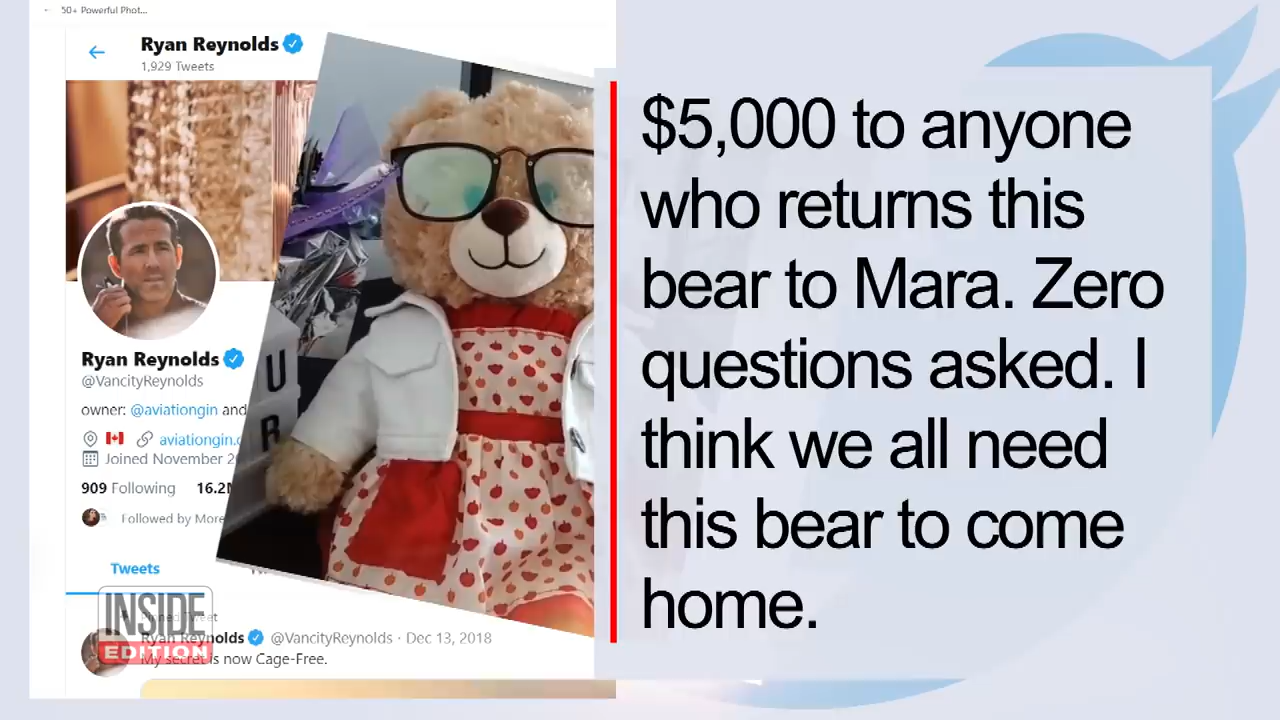 ← 50+ Powerful Phot...
Ryan Reynolds
1,929 Tweets
Ryan Reynolds
@VancityReynolds
owner: @aviationgin and
aviationgin.c
Joined November 20
909 Following 16.2M
Followed by More
Tweets
Pinned Tweet
Ryan Reynolds @VancityReynolds · Dec 13, 2018
My secret is now Cage-Free.
INSIDE
EDITION
U
R
$5,000 to anyone
who returns this
bear to Mara. Zero
questions asked. I
think we all need
this bear to come
home.